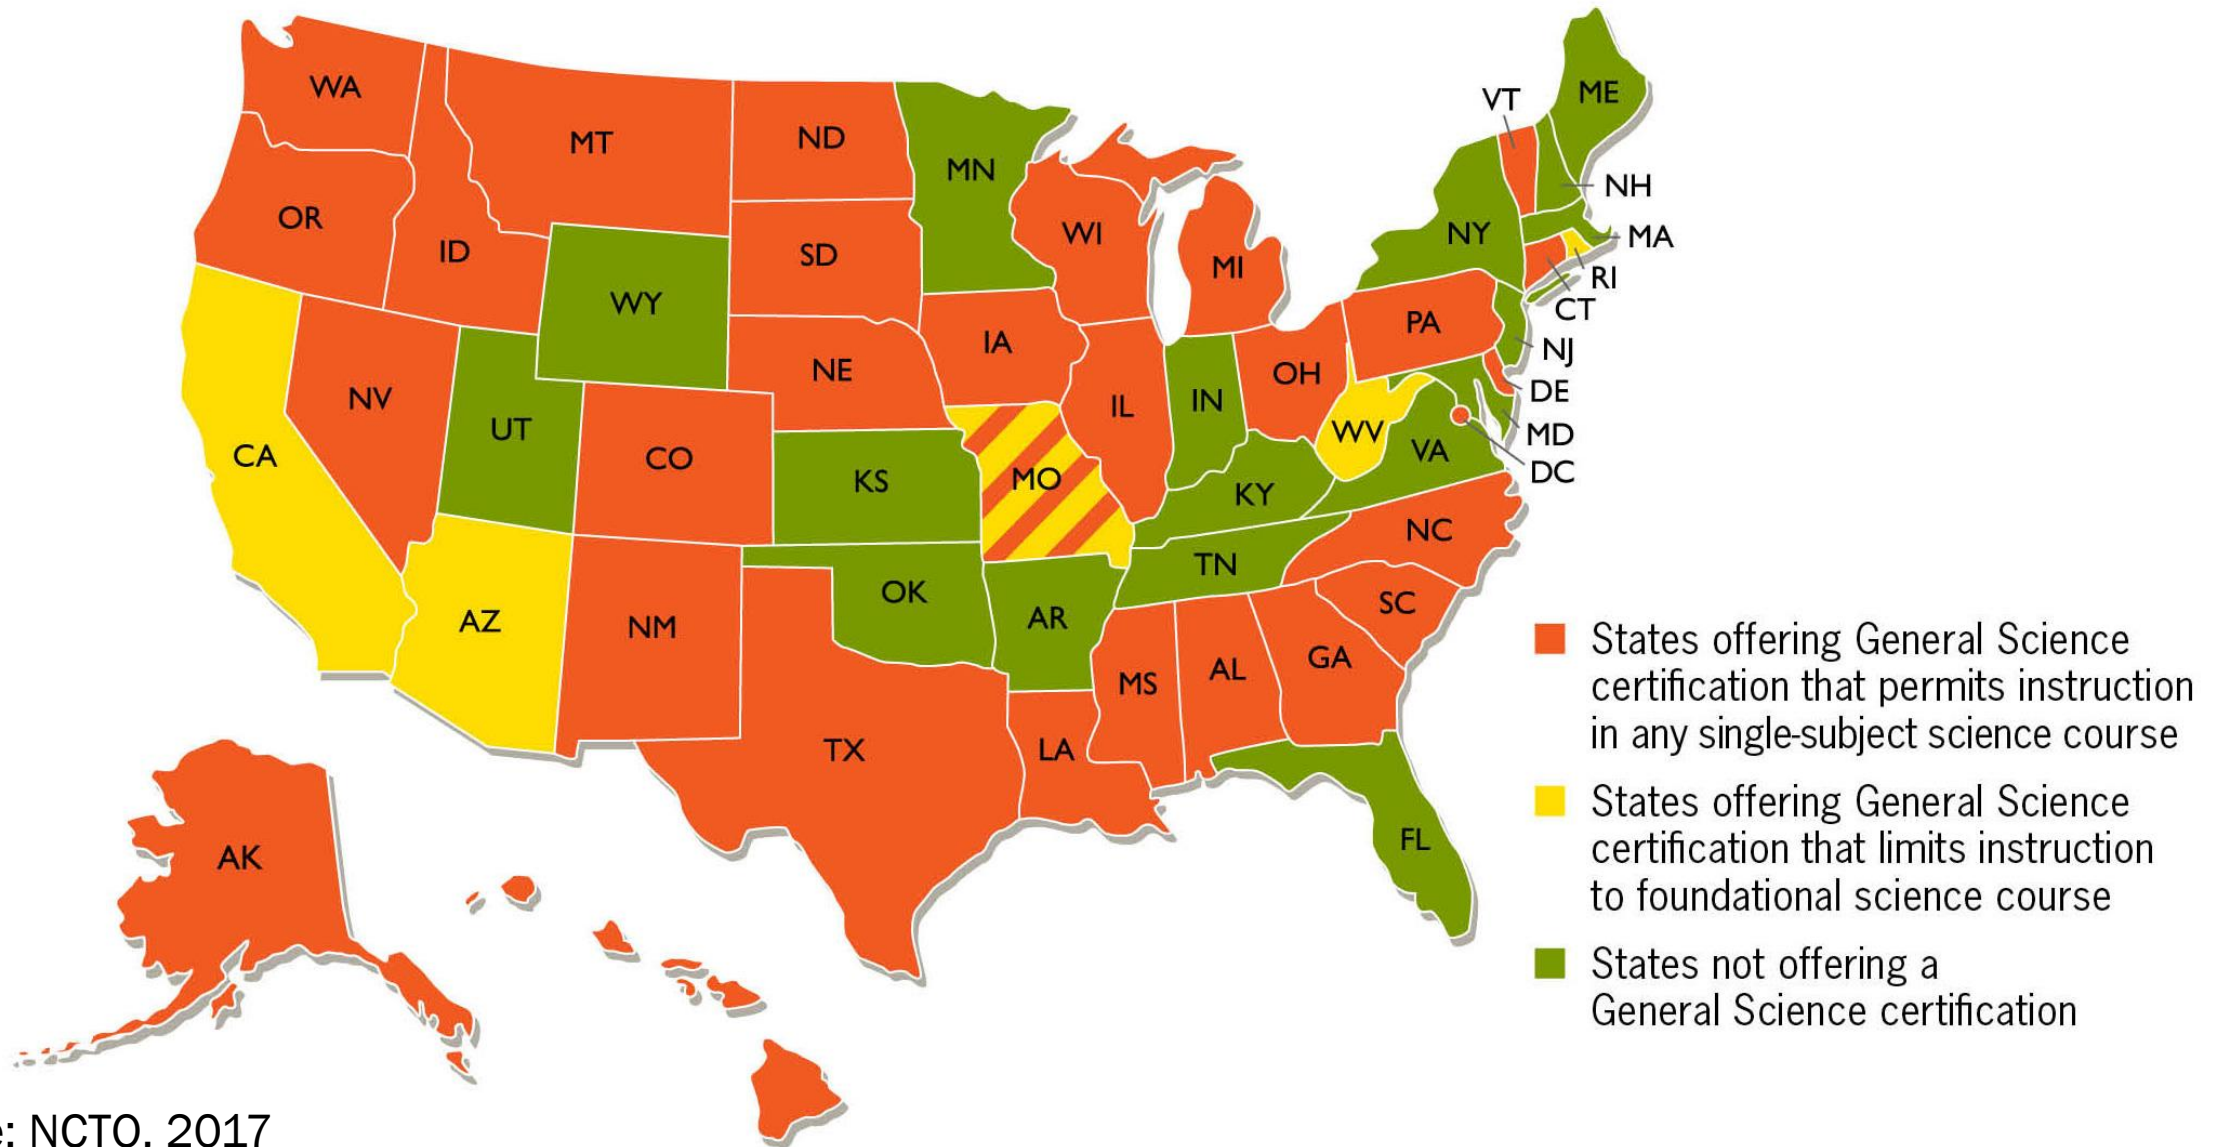 WA
MT
ND
MN
VT
ME
OR
ID
SD
WI
MI
NY
NH
MA
RI
CT
WY
IA
PA
NJ
NV
UT
NE
IL
IN
OH
DE
CA
CO
KS
MO
WV
VA
MD
DC
KY
AZ
NM
OK
AR
TN
NC
SC
TX
LA
MS
AL
GA
FL
AK
States offering General Science
certification that permits instruction
in any single-subject science course
States offering General Science
certification that limits instruction
to foundational science course
States not offering a
General Science certification
: NCTQ, 2017